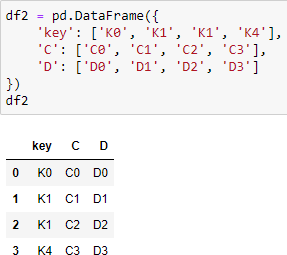 df2 = pd.DataFrame({
    'key': ['K0', 'K1', 'K1', 'K4'],
    'C': ['C0', 'C1', 'C2', 'C3'],
    'D': ['D0', 'D1', 'D2', 'D3']
})
df2
key C D
0 K0 C0 D0
1 K1 C1 D1
2 K1 C2 D2
3 K4 C3 D3